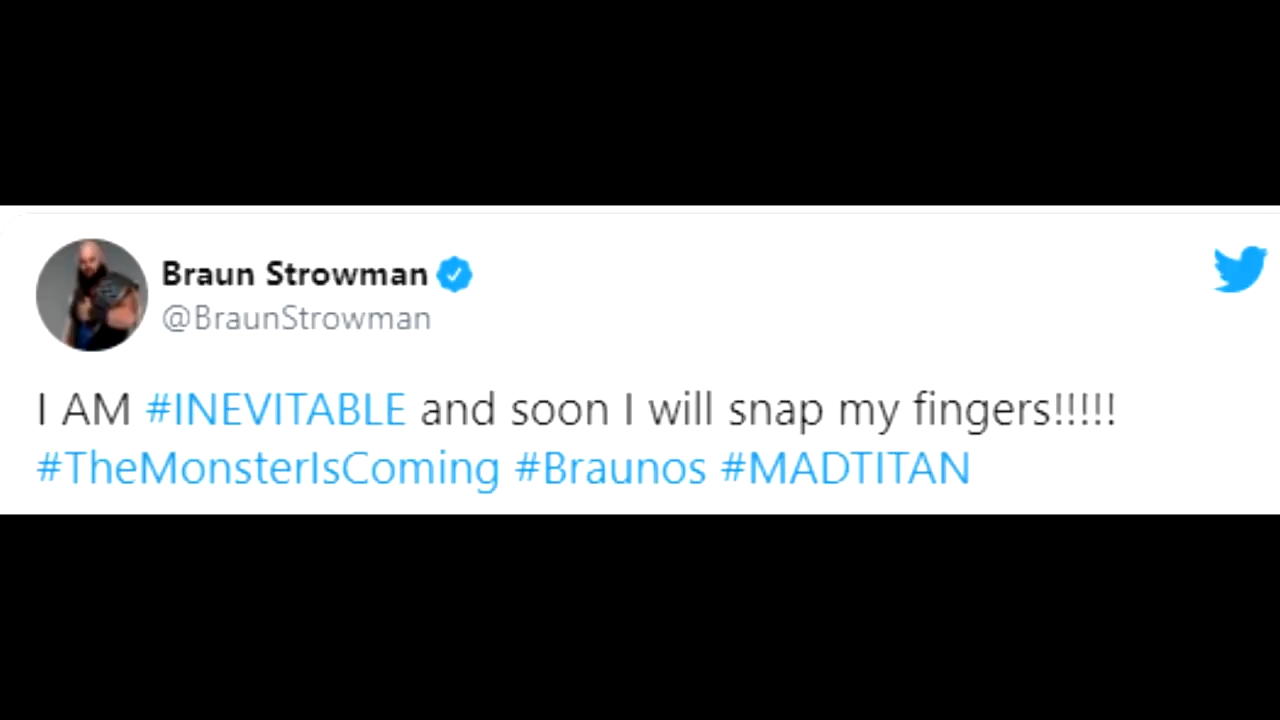 Braun Strowman
@BraunStrowman
I AM #INEVITABLE and soon I will snap my fingers!!!!!
#TheMonsterIsComing #Braunos #MADTITAN